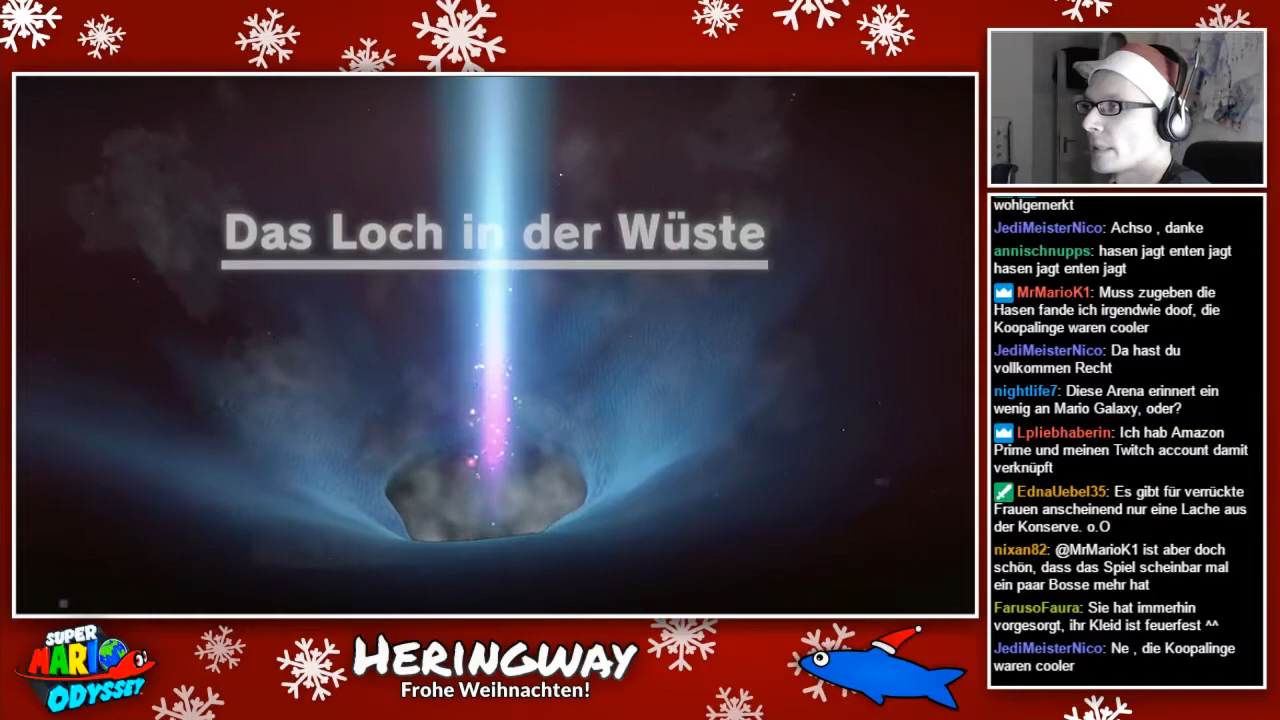 Das Loch in der Wüste
wohlgemerkt
JediMeisterNico: Achso , danke
annischnupps: hasen jagt enten jagt
hasen jagt enten jagt
MrMarioK1: Muss zugeben die
Hasen fande ich irgendwie doof, die
Koopalinge waren cooler
JediMeisterNico: Da hast du
vollkommen Recht
nightlife7: Diese Arena erinnert ein
wenig an Mario Galaxy, oder?
Lpliebhaberin: Ich hab Amazon
Prime und meinen Twitch account damit
verknüpft
EdnaUebel35: Es gibt für verrückte
Frauen anscheinend nur eine Lache aus
der Konserve. o.O
nixan82: @MrMarioK1 ist aber doch
schön, dass das Spiel scheinbar mal
ein paar Bosse mehr hat
FarusoFaura: Sie hat immerhin
vorgesorgt, ihr Kleid ist feuerfest ^^
JediMeisterNico: Ne , die Koopalinge
waren cooler
SUPER
MARIO
ODYSSEY
HERINGWAY
Frohe Weihnachten!